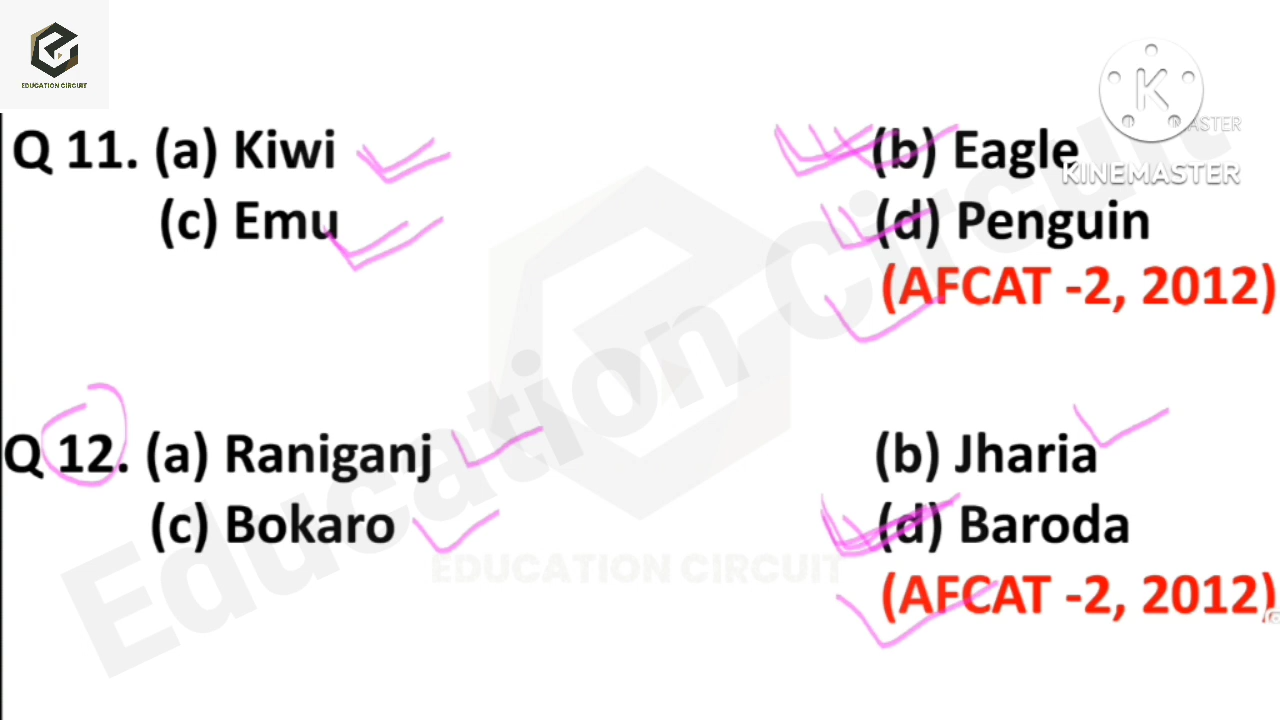 EDUCATION CIRCUIT
K
MASTER
KINEMASTER
Q 11. (a) Kiwi (b) Eagle
(c) Emu (d) Penguin
(AFCAT -2, 2012)
Q 12. (a) Raniganj (b) Jharia
(c) Bokaro (d) Baroda
(AFCAT -2, 2012)
Education Circuit
EDUCATION CIRCUIT